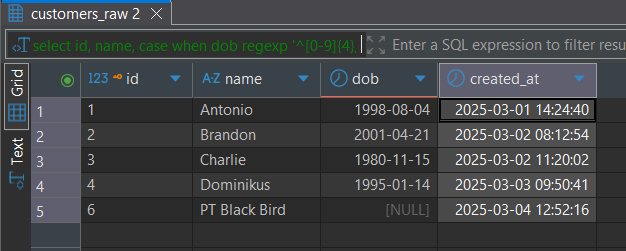 customers_raw 2
select id, name, case when dob regexp '^[0-9]{4},
Enter a SQL expression to filter resu
Grid
Text
123 id
A-Z name
dob
created_at
1 1 Antonio 1998-08-04 2025-03-01 14:24:40
2 2 Brandon 2001-04-21 2025-03-02 08:12:54
3 3 Charlie 1980-11-15 2025-03-02 11:20:02
4 4 Dominikus 1995-01-14 2025-03-03 09:50:41
5 6 PT Black Bird [NULL] 2025-03-04 12:52:16